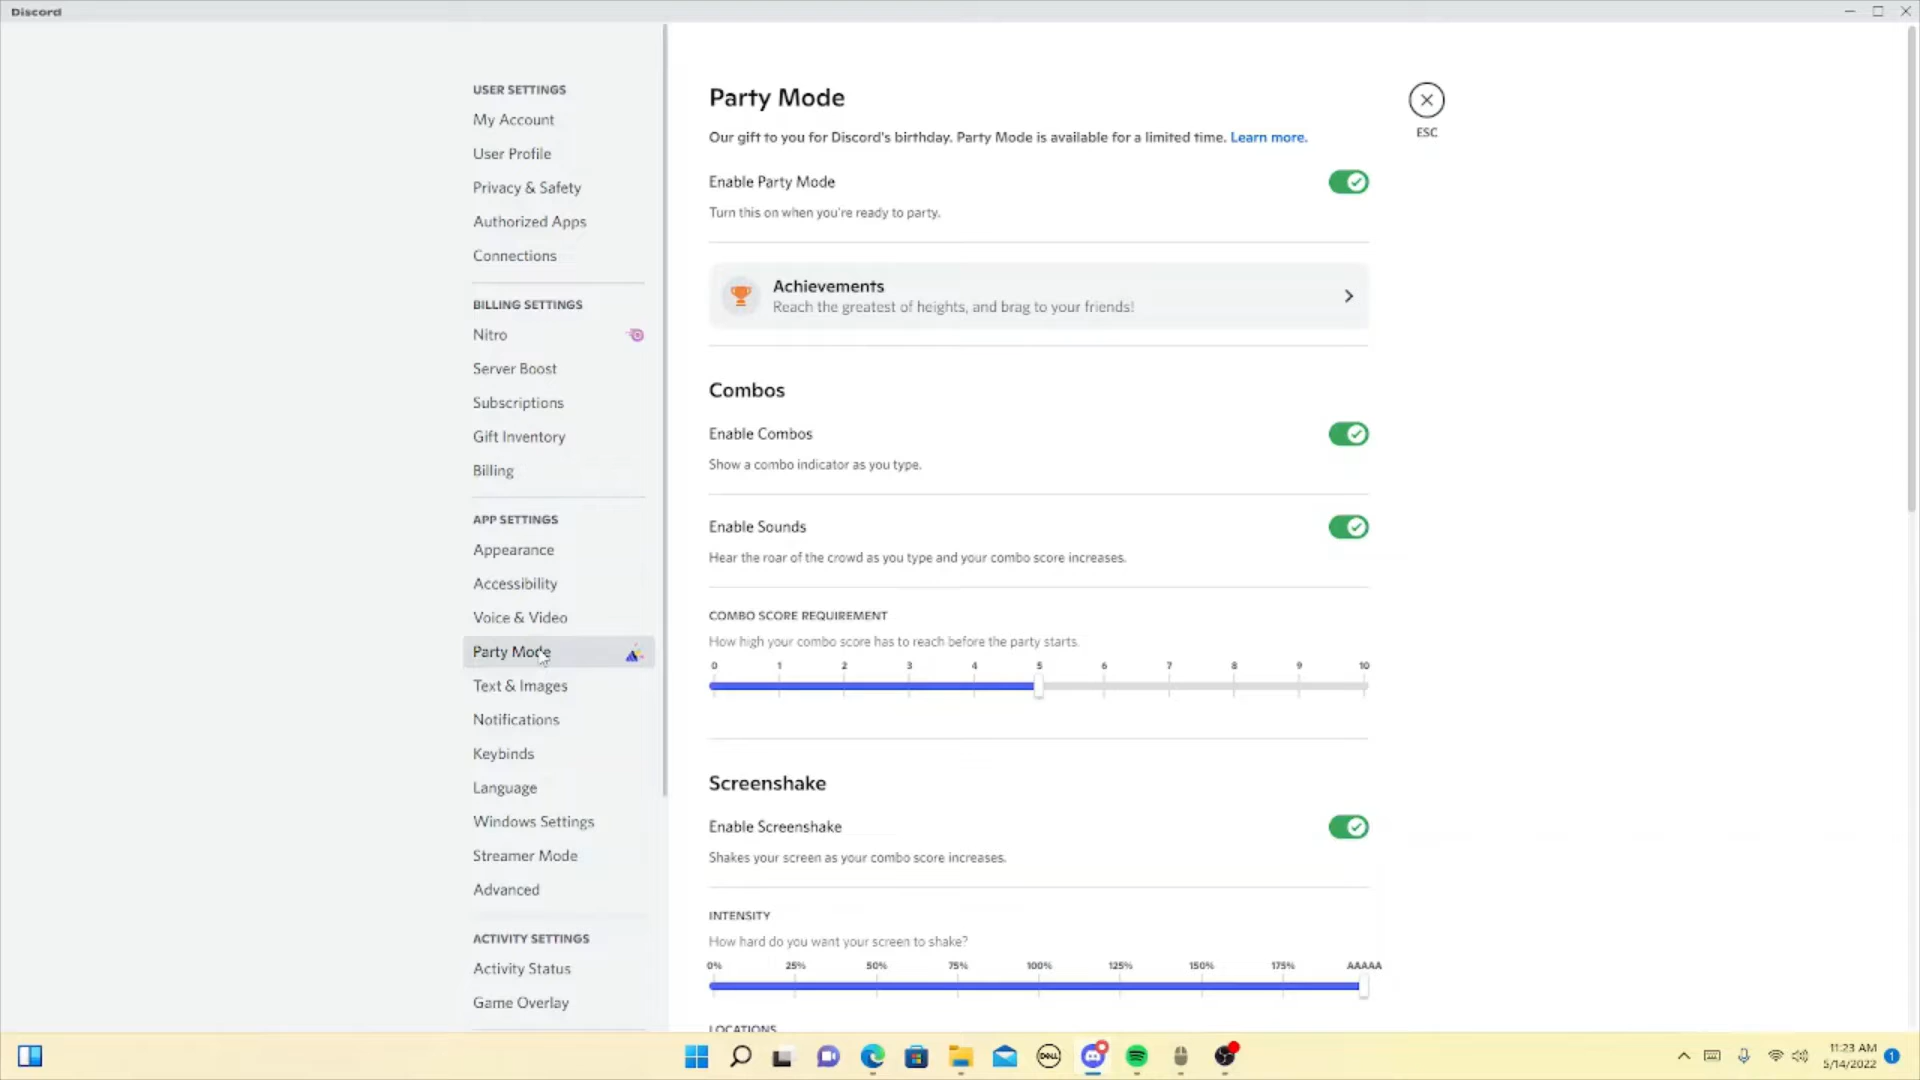 Discord
USER SETTINGS
My Account
User Profile
Privacy & Safety
Authorized Apps
Connections
BILLING SETTINGS
Nitro
Server Boost
Subscriptions
Gift Inventory
Billing
APP SETTINGS
Appearance
Accessibility
Voice & Video
Party Mode
Text & Images
Notifications
Keybinds
Language
Windows Settings
Streamer Mode
Advanced
ACTIVITY SETTINGS
Activity Status
Game Overlay
Party Mode
Our gift to you for Discord's birthday. Party Mode is available for a limited time. Learn more.
Enable Party Mode
Turn this on when you're ready to party.
Achievements
Reach the greatest of heights, and brag to your friends!
Combos
Enable Combos
Show a combo indicator as you type.
Enable Sounds
Hear the roar of the crowd as you type and your combo score increases.
COMBO SCORE REQUIREMENT
How high your combo score has to reach before the party starts.
0 1 2 3 4 5 6 7 8 9 10
Screenshake
Enable Screenshake
Shakes your screen as your combo score increases.
INTENSITY
How hard do you want your screen to shake?
0% 25% 50% 75% 100% 125% 150% 175% AAAAA
LOCATIONS
ESC
DELL
11:23 AM
5/14/2022
1